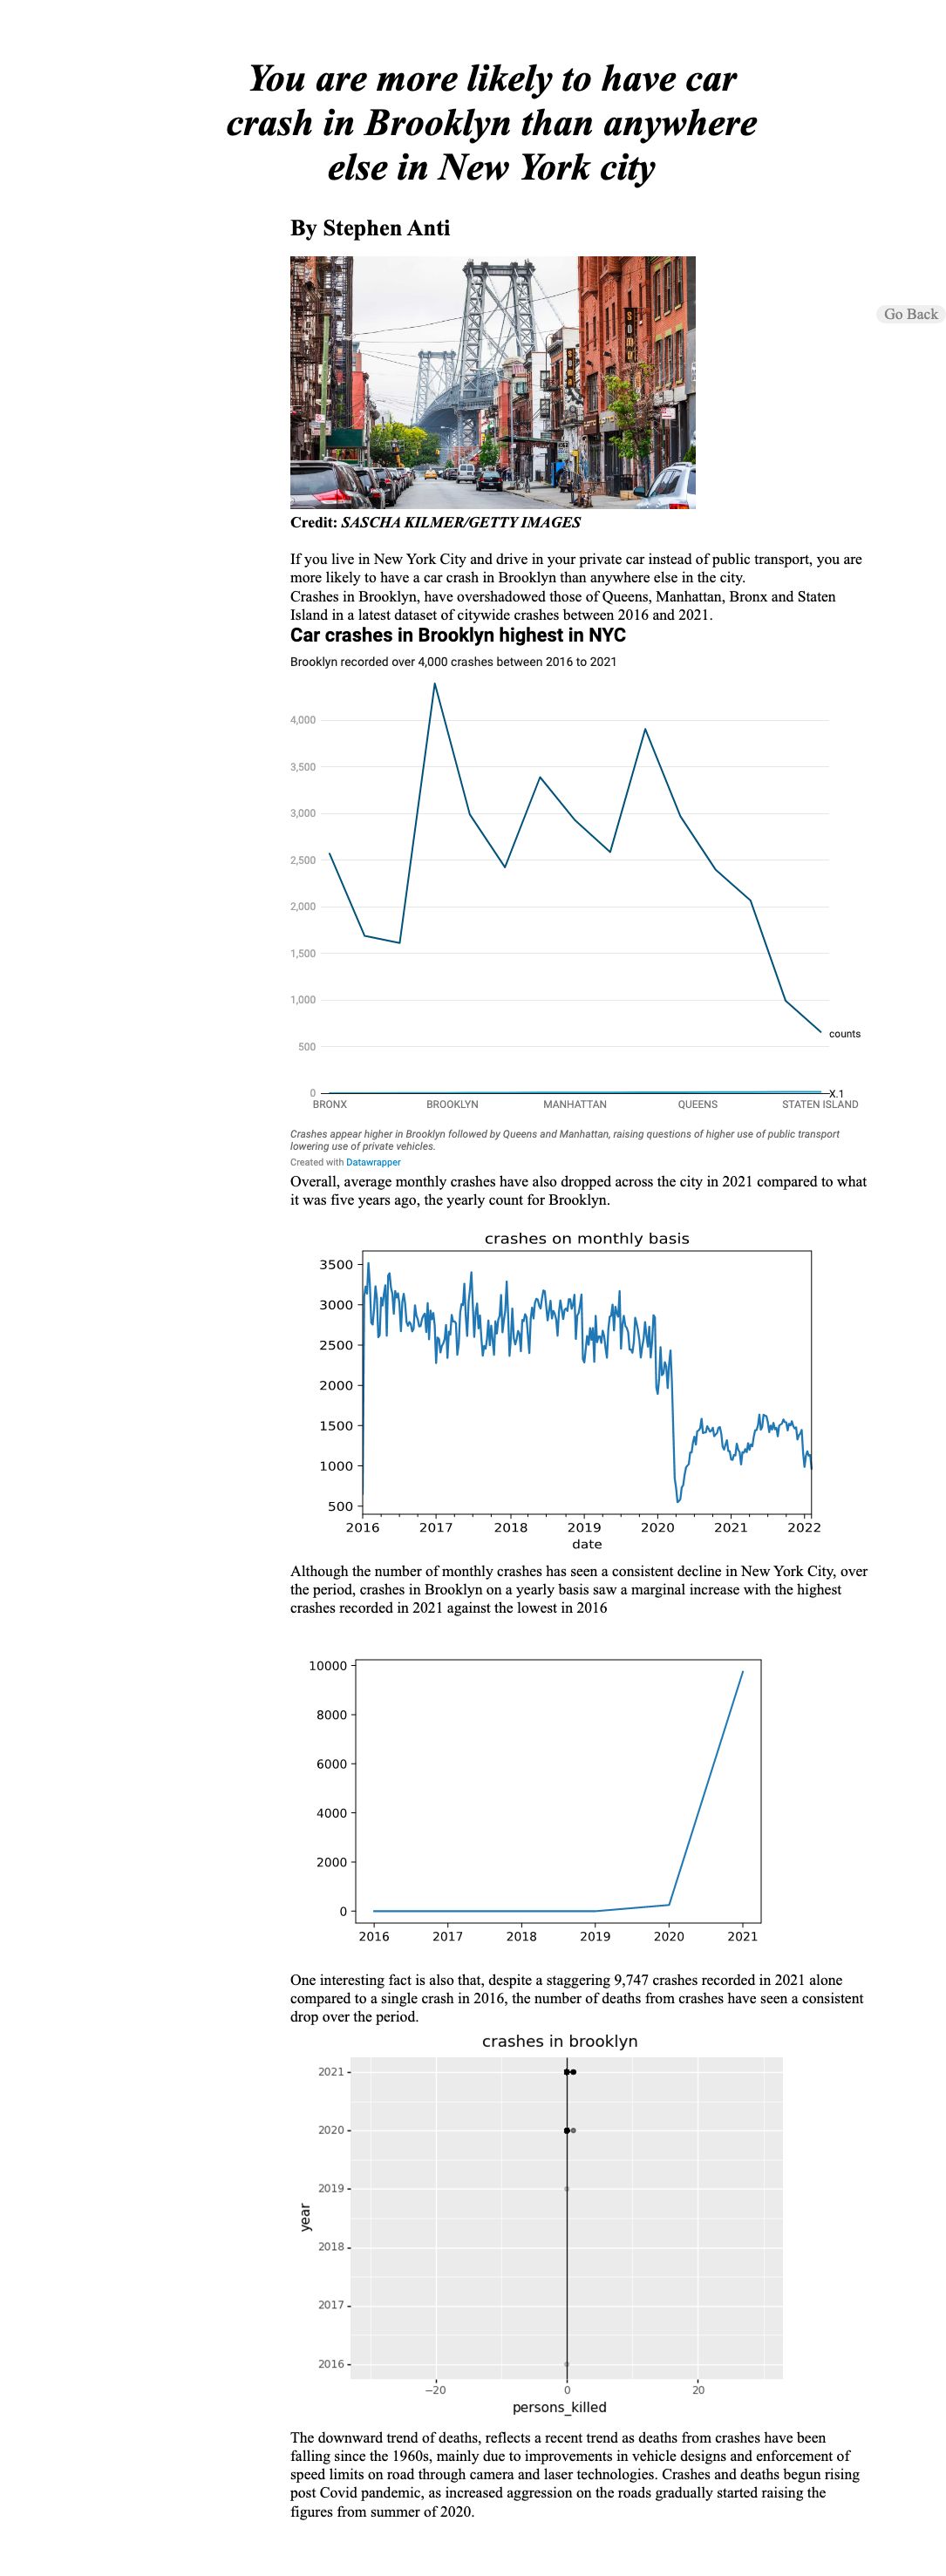 You are more likely to have car
crash in Brooklyn than anywhere
else in New York city
By Stephen Anti
Go Back
Credit: SASCHA KILMER/GETTY IMAGES
If you live in New York City and drive in your private car instead of public transport, you are
more likely to have a car crash in Brooklyn than anywhere else in the city.
Crashes in Brooklyn, have overshadowed those of Queens, Manhattan, Bronx and Staten
Island in a latest dataset of citywide crashes between 2016 and 2021.
Car crashes in Brooklyn highest in NYC
Brooklyn recorded over 4,000 crashes between 2016 to 2021
4,000
3,500
3,000
2,500
2,000
1,500
1,000
counts
500
0
X.1
BRONX BROOKLYN MANHATTAN QUEENS STATEN ISLAND
Crashes appear higher in Brooklyn followed by Queens and Manhattan, raising questions of higher use of public transport
lowering use of private vehicles.
Created with Datawrapper
Overall, average monthly crashes have also dropped across the city in 2021 compared to what
it was five years ago, the yearly count for Brooklyn.
crashes on monthly basis
3500
3000
2500
2000
1500
1000
500
2016 2017 2018 2019 2020 2021 2022
date
Although the number of monthly crashes has seen a consistent decline in New York City, over
the period, crashes in Brooklyn on a yearly basis saw a marginal increase with the highest
crashes recorded in 2021 against the lowest in 2016
10000
8000
6000
4000
2000
0
2016 2017 2018 2019 2020 2021
One interesting fact is also that, despite a staggering 9,747 crashes recorded in 2021 alone
compared to a single crash in 2016, the number of deaths from crashes have seen a consistent
drop over the period.
crashes in brooklyn
2021
2020
2019
year
2018
2017
2016
−20 0 20
persons_killed
The downward trend of deaths, reflects a recent trend as deaths from crashes have been
falling since the 1960s, mainly due to improvements in vehicle designs and enforcement of
speed limits on road through camera and laser technologies. Crashes and deaths begun rising
post Covid pandemic, as increased aggression on the roads gradually started raising the
figures from summer of 2020.